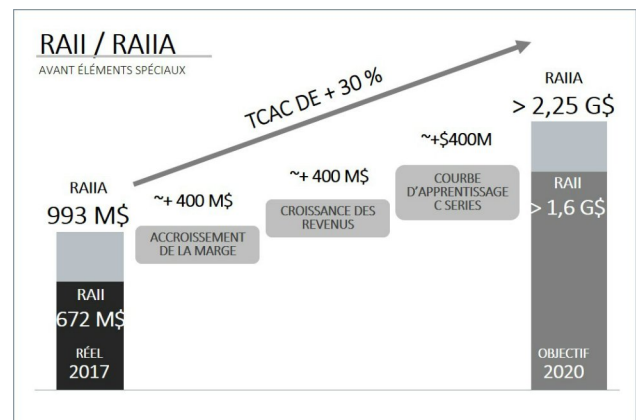 RAII / RAIIA
AVANT ÉLÉMENTS SPÉCIAUX
TCAC DE + 30 %
RAIIA
> 2,25 G$
~+$400M
RAII
> 1,6 G$
COURBE
D'APPRENTISSAGE
C SERIES
~+ 400 M$
CROISSANCE DES
REVENUS
~+ 400 M$
ACCROISSEMENT
DE LA MARGE
RAIIA
993 M$
RAII
672 M$
RÉEL
2017
OBJECTIF
2020